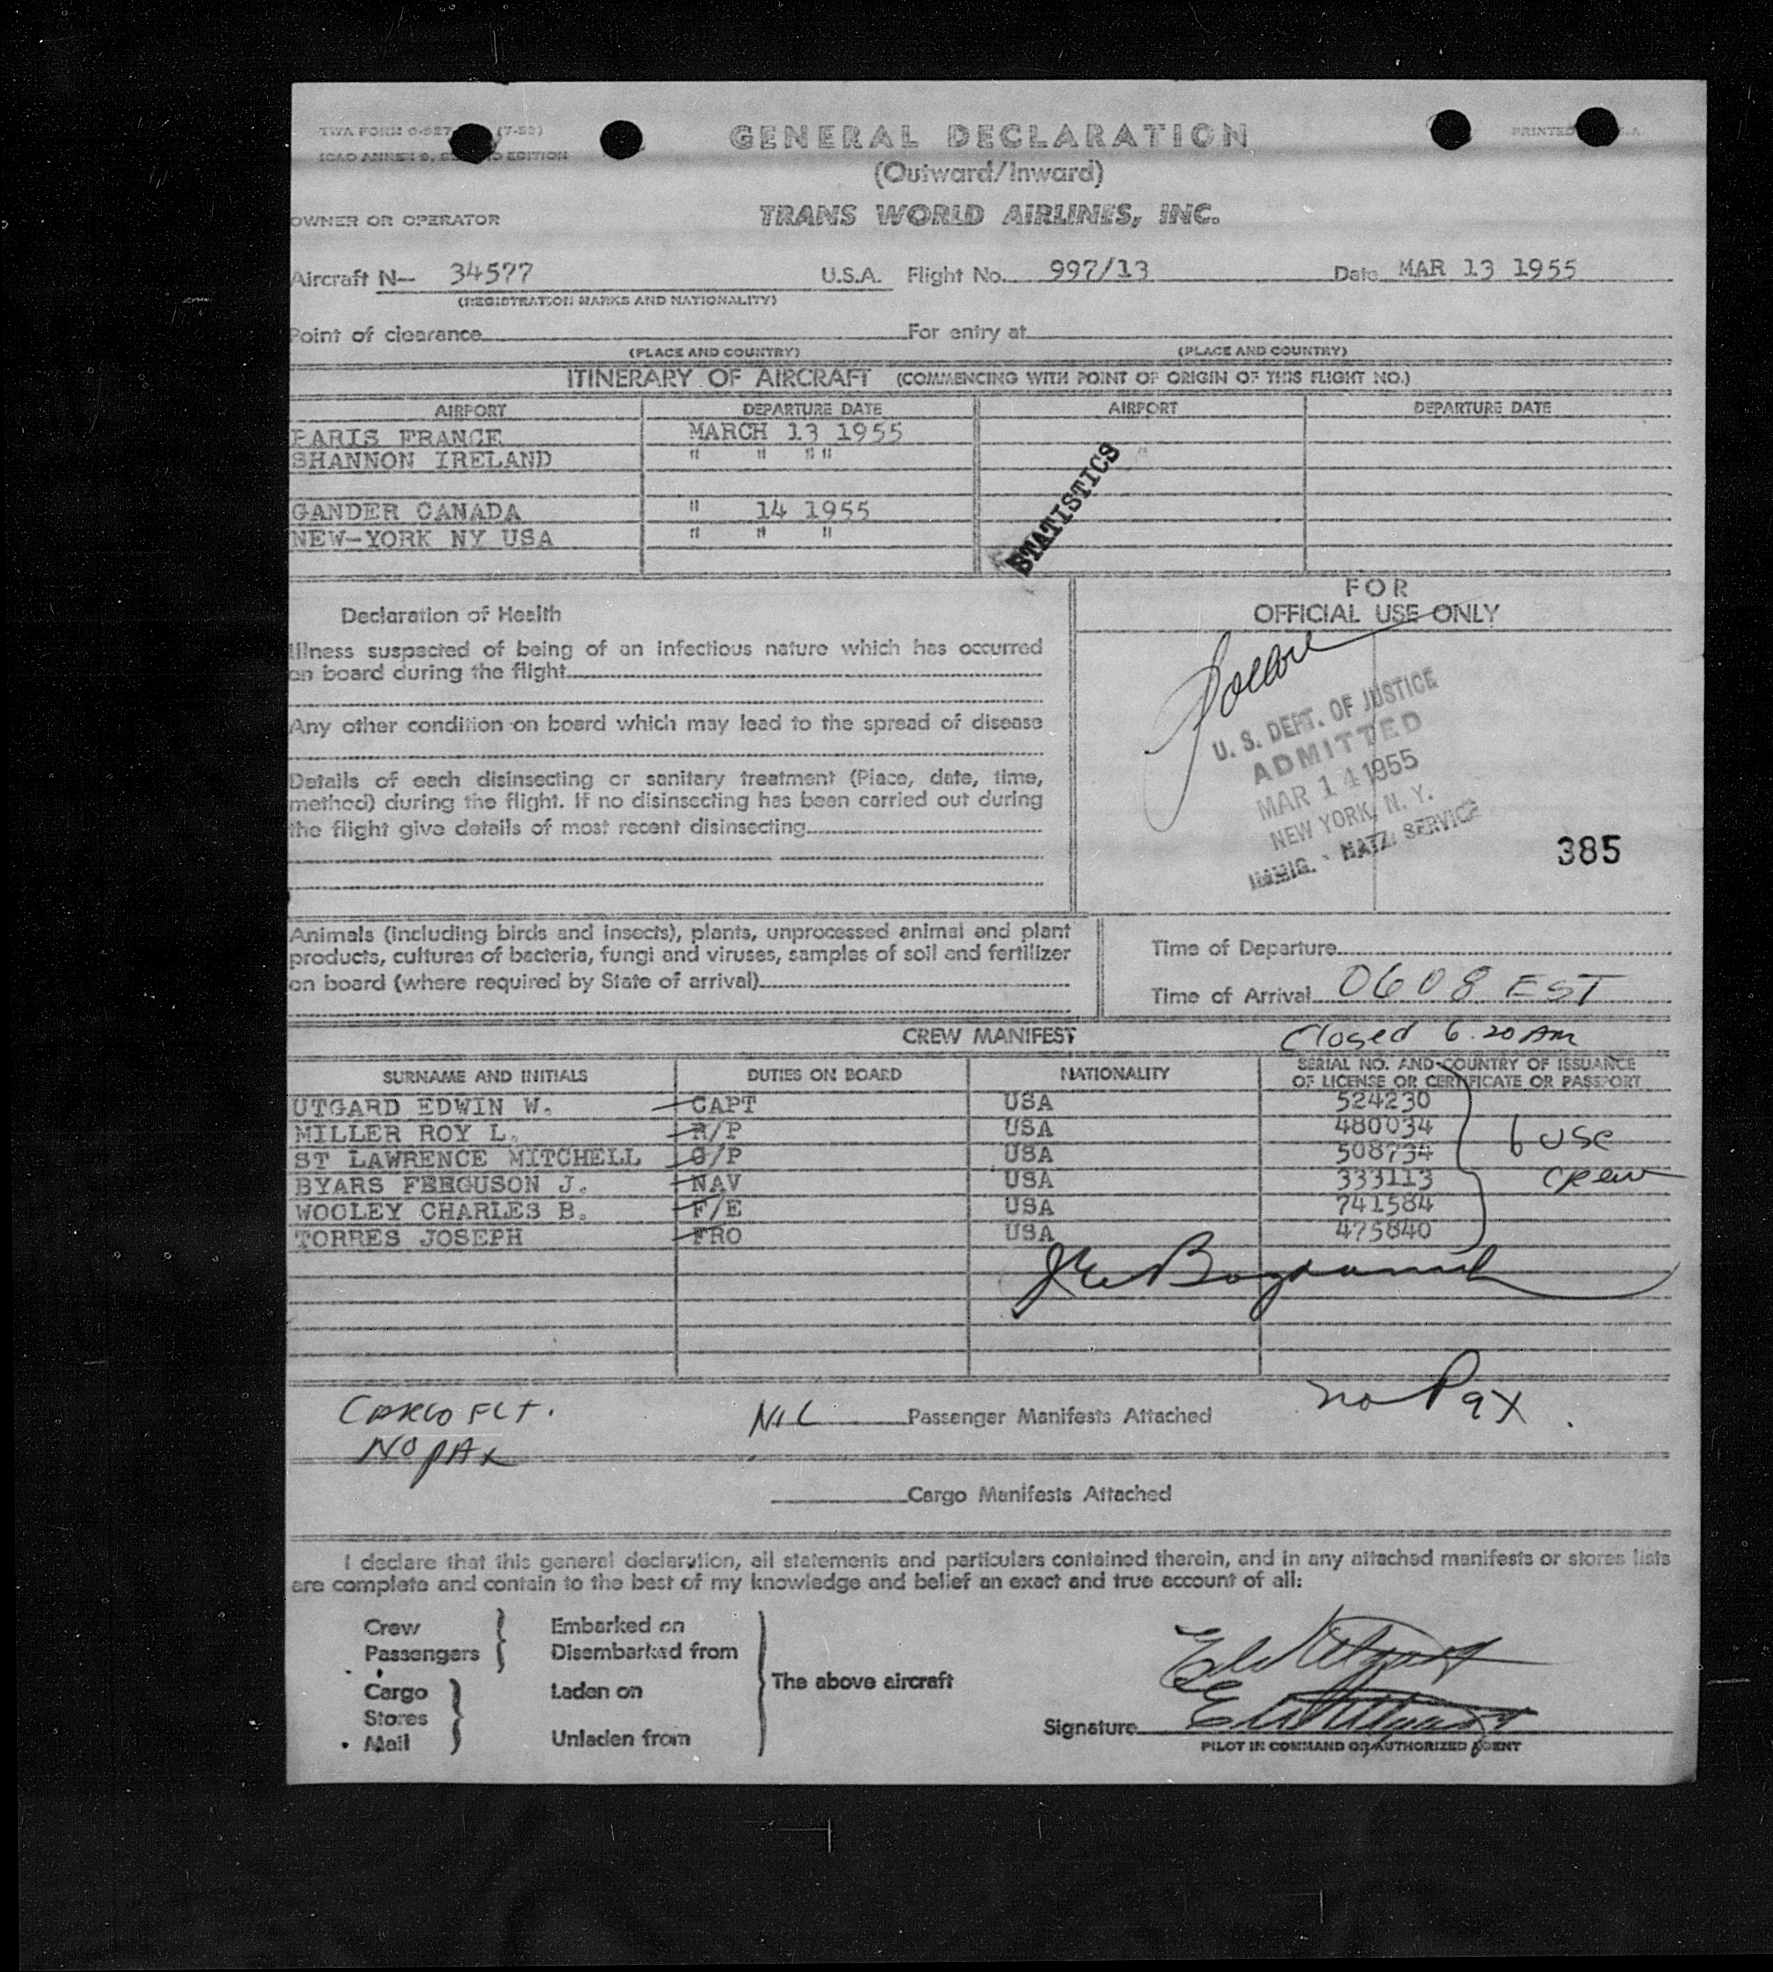 GENERAL DECLARATION
(Outward/Inward)
TWA FORM (7-53) PRINTED
ICAO ANNEX 9, EDITION
OWNER OR OPERATOR TRANS WORLD AIRLINES, INC.
Aircraft N- 34577 U.S.A. Flight No. 997/13 Date MAR 13 1955
(REGISTRATION MARKS AND NATIONALITY)
Point of clearance For entry at
(PLACE AND COUNTRY) (PLACE AND COUNTRY)
ITINERARY OF AIRCRAFT (COMMENCING WITH POINT OF ORIGIN OF THIS FLIGHT NO.)
AIRPORT DEPARTURE DATE AIRPORT DEPARTURE DATE
PARIS FRANCE MARCH 13 1955
SHANNON IRELAND " " " "
GANDER CANADA " 14 1955
NEW-YORK NY USA " " "
STATISTICS
Declaration of Health
Illness suspected of being of an infectious nature which has occurred
on board during the flight
Any other condition on board which may lead to the spread of disease
Details of each disinsecting or sanitary treatment (Place, date, time,
method) during the flight. If no disinsecting has been carried out during
the flight give details of most recent disinsecting
FOR
OFFICIAL USE ONLY
U. S. DEPT. OF JUSTICE
ADMITTED
MAR 14 1955
NEW YORK, N. Y.
IMMIG. - NATZ. SERVICE
385
Animals (including birds and insects), plants, unprocessed animal and plant
products, cultures of bacteria, fungi and viruses, samples of soil and fertilizer
on board (where required by State of arrival)
Time of Departure
Time of Arrival 0608 EST
CREW MANIFEST Closed 6.20 AM
SURNAME AND INITIALS DUTIES ON BOARD NATIONALITY SERIAL NO. AND COUNTRY OF ISSUANCE
OF LICENSE OR CERTIFICATE OR PASSPORT
UTGARD EDWIN W. CAPT USA 524230
MILLER ROY L. R/P USA 480034
ST LAWRENCE MITCHELL C/P USA 508734
BYARS FERGUSON J. NAV USA 333113
WOOLEY CHARLES B. F/E USA 741584
TORRES JOSEPH FRO USA 475840
6 USC
crew
CARGO FLT. NIL Passenger Manifests Attached no Pax.
NO PAX
Cargo Manifests Attached
I declare that this general declaration, all statements and particulars contained therein, and in any attached manifests or stores lists
are complete and contain to the best of my knowledge and belief an exact and true account of all:
Crew Embarked on
Passengers Disembarked from
The above aircraft
Cargo Laden on
Stores
Mail Unladen from
Signature
PILOT IN COMMAND OR AUTHORIZED AGENT